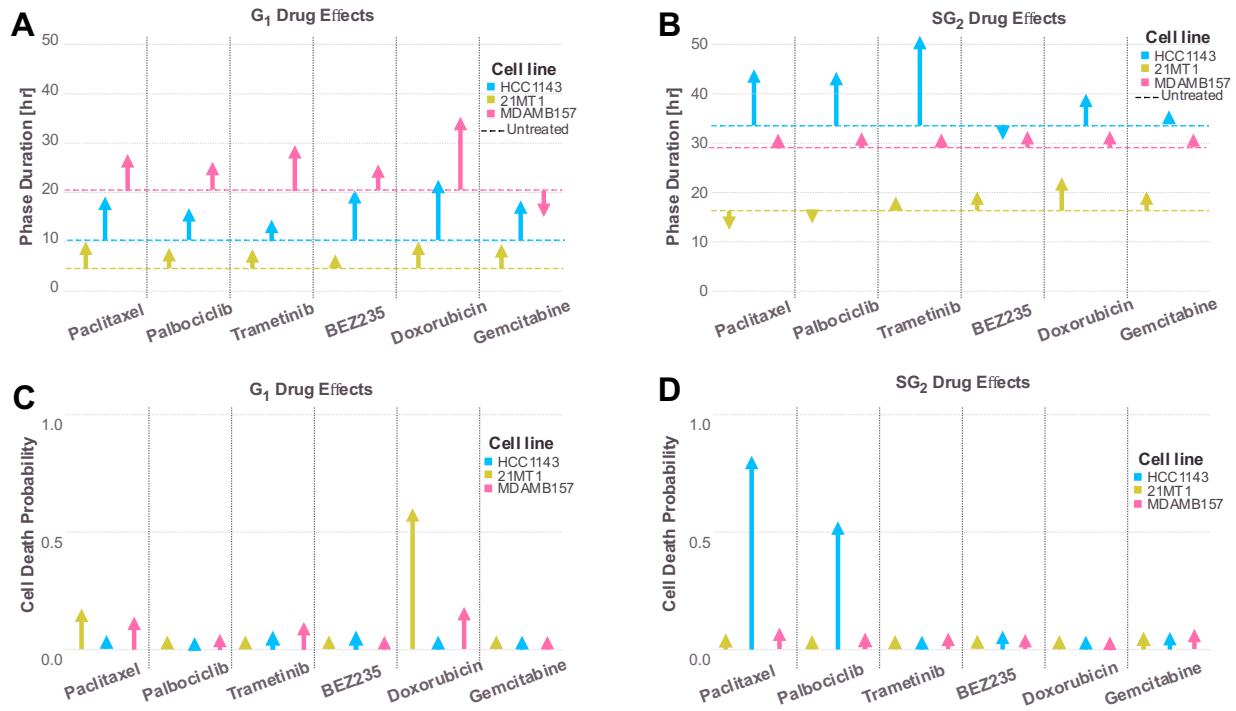 A
G₁ Drug Effects
Phase Duration [hr]
50
40
30
20
10
0
Cell line
HCC1143
21MT1
MDAMB157
Untreated
Paclitaxel
Palbociclib
Trametinib
BEZ235
Doxorubicin
Gemcitabine
B
SG₂ Drug Effects
Phase Duration [hr]
50
40
30
20
10
0
Cell line
HCC1143
21MT1
MDAMB157
Untreated
Paclitaxel
Palbociclib
Trametinib
BEZ235
Doxorubicin
Gemcitabine
C
G₁ Drug Effects
Cell Death Probability
1.0
0.5
0.0
Cell line
HCC1143
21MT1
MDAMB157
Paclitaxel
Palbociclib
Trametinib
BEZ235
Doxorubicin
Gemcitabine
D
SG₂ Drug Effects
Cell Death Probability
1.0
0.5
0.0
Cell line
HCC1143
21MT1
MDAMB157
Paclitaxel
Palbociclib
Trametinib
BEZ235
Doxorubicin
Gemcitabine